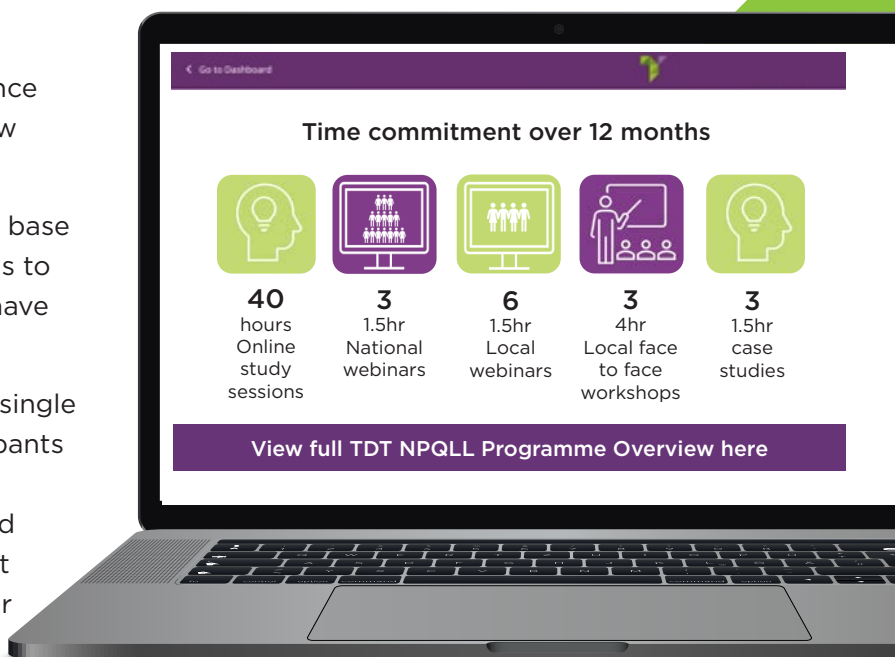 nce
w
base
s to
have
single
pants
d
t
r
Go to Dashboard
Time commitment over 12 months
40
hours
Online
study
sessions
3
1.5hr
National
webinars
6
1.5hr
Local
webinars
3
4hr
Local face
to face
workshops
3
1.5hr
case
studies
View full TDT NPQLL Programme Overview here